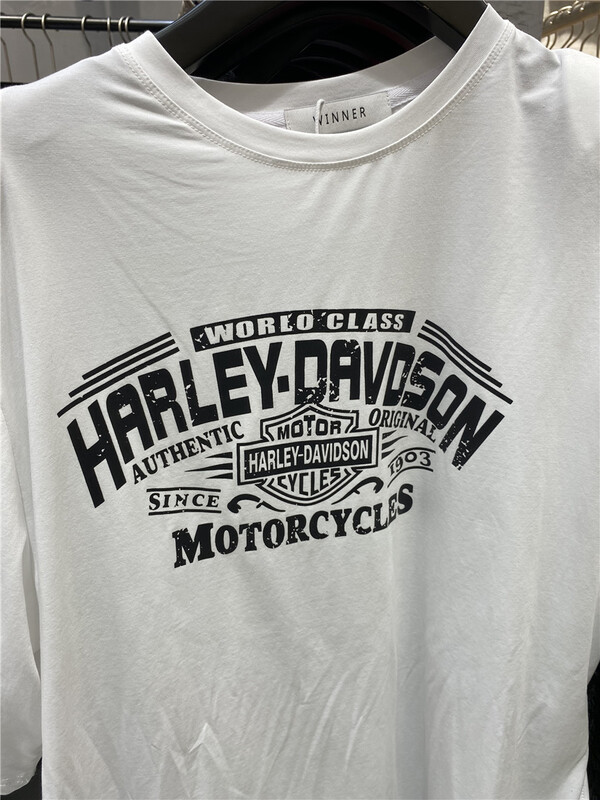 WINNER
WORLD CLASS
HARLEY-DAVIDSON
AUTHENTIC ORIGINAL
MOTOR
HARLEY-DAVIDSON
CYCLES
SINCE 1903
MOTORCYCLES